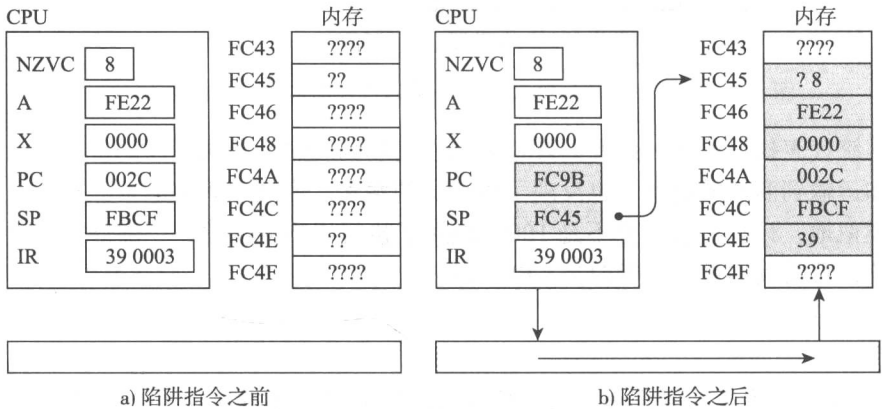 CPU
内存
NZVC 8
A FE22
X 0000
PC 002C
SP FBCF
IR 39 0003
FC43 ????
FC45 ??
FC46 ????
FC48 ????
FC4A ????
FC4C ????
FC4E ??
FC4F ????
a) 陷阱指令之前
CPU
内存
NZVC 8
A FE22
X 0000
PC FC9B
SP FC45
IR 39 0003
FC43 ????
FC45 ? 8
FC46 FE22
FC48 0000
FC4A 002C
FC4C FBCF
FC4E 39
FC4F ????
b) 陷阱指令之后